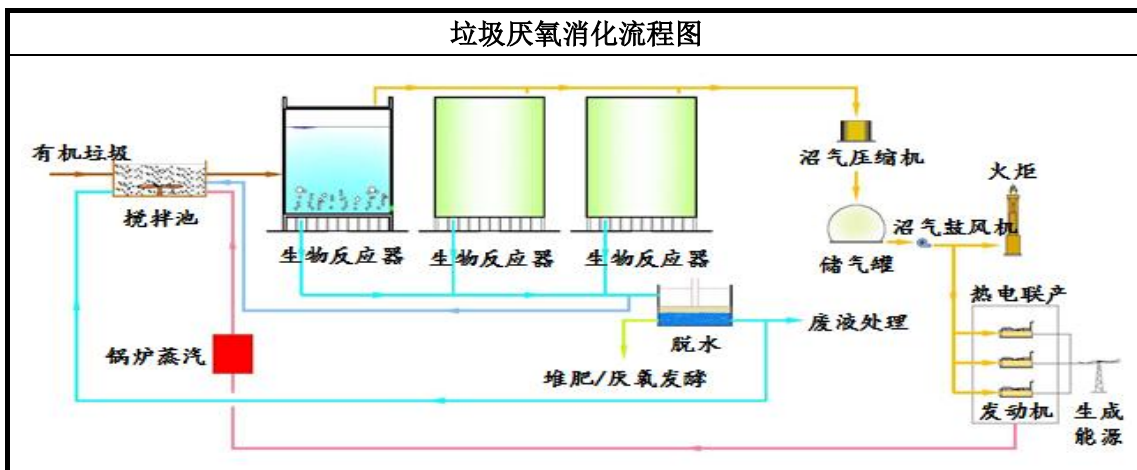 垃圾厌氧消化流程图
有机垃圾
搅拌池
生物反应器
生物反应器
生物反应器
沼气压缩机
储气罐
沼气鼓风机
火炬
热电联产
发动机
生成
能源
脱水
废液处理
堆肥/厌氧发酵
锅炉蒸汽